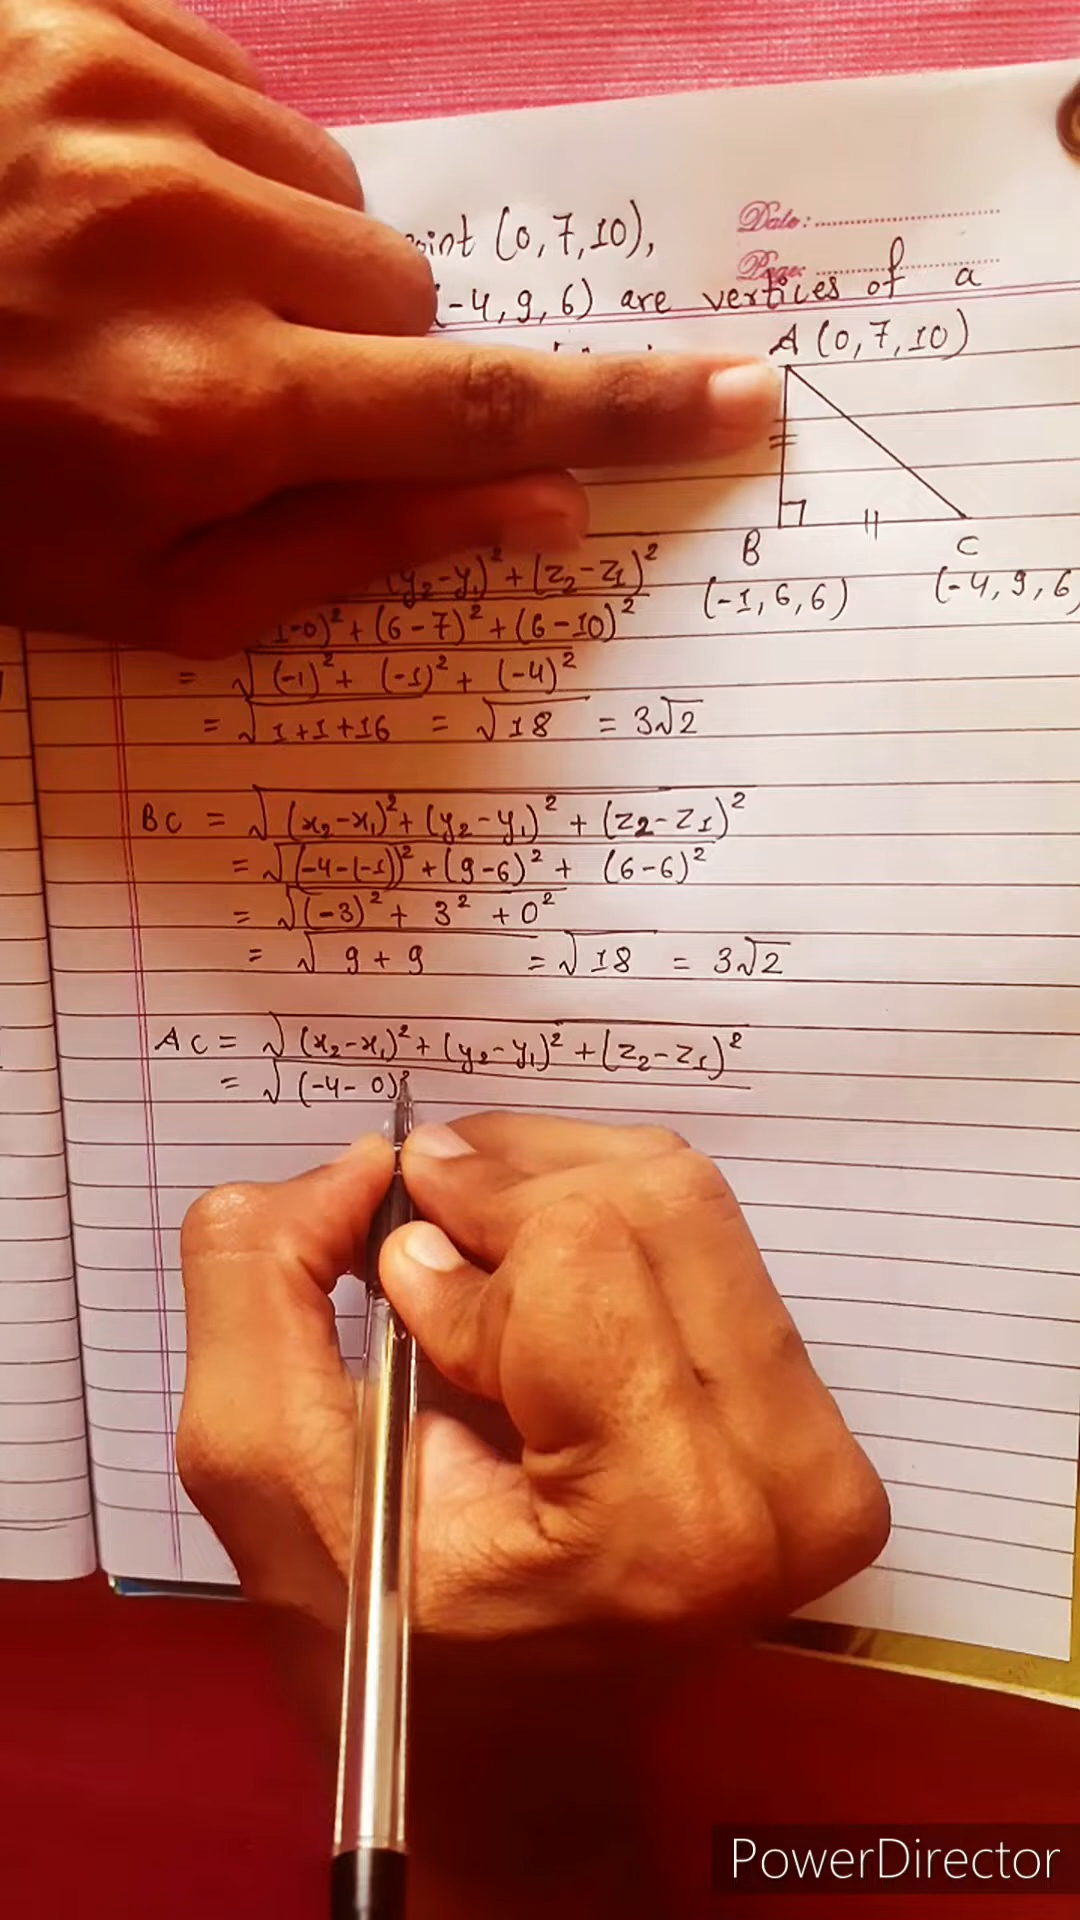 point (0,7,10),
Date:
Page:
(-4,9,6) are vertices of a
A (0,7,10)
B
C
(-1,6,6)
(-4,9,6)
(y₂-y₁)²+(z₂-z₁)²
1-0)²+(6-7)²+(6-10)²
= √(-1)²+ (-1)²+ (-4)²
= √1+1+16 = √18 = 3√2
BC = √(x₂-x₁)²+(y₂-y₁)²+(z₂-z₁)²
= √(-4-(-1))²+(9-6)²+ (6-6)²
= √(-3)²+ 3² +0²
= √9+9 =√18 = 3√2
AC = √(x₂-x₁)²+(y₂-y₁)²+(z₂-z₁)²
= √(-4-0)²
PowerDirector